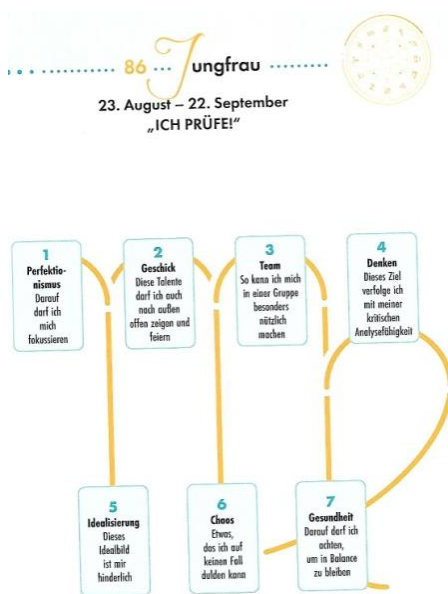 86 Jungfrau
23. August – 22. September
„ICH PRÜFE!“
1
Perfektio-
nismus
Darauf
darf ich
mich
fokussieren
2
Geschick
Diese Talente
darf ich auch
nach außen
offen zeigen und
feiern
3
Team
So kann ich mich
in einer Gruppe
besonders
nützlich
machen
4
Denken
Dieses Ziel
verfolge ich
mit meiner
kritischen
Analysefähigkeit
5
Idealisierung
Dieses
Idealbild
ist mir
hinderlich
6
Chaos
Etwas,
das ich auf
keinen Fall
dulden kann
7
Gesundheit
Darauf darf ich
achten,
um in Balance
zu bleiben